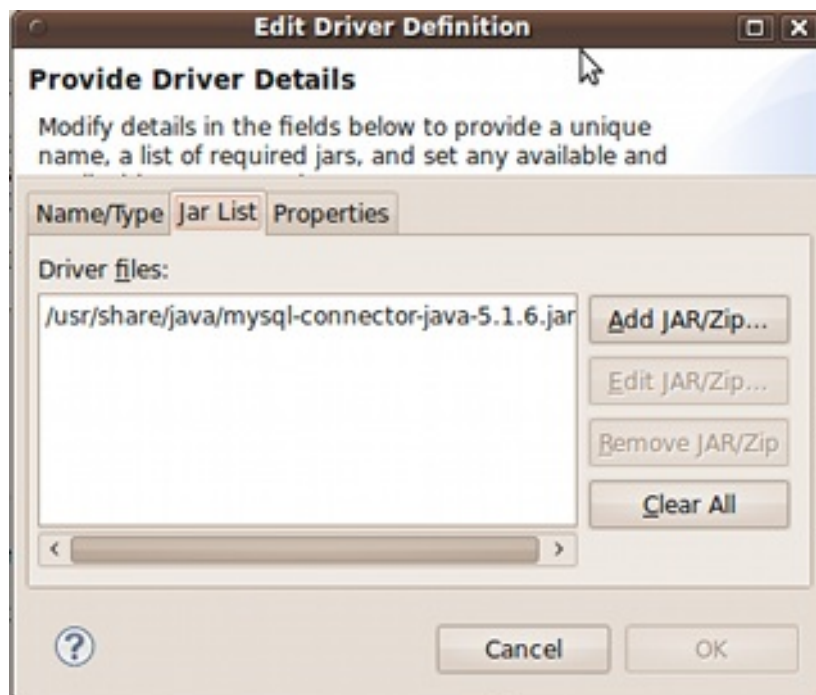 Edit Driver Definition
Provide Driver Details
Modify details in the fields below to provide a unique
name, a list of required jars, and set any available and
Name/Type Jar List Properties
Driver files:
/usr/share/java/mysql-connector-java-5.1.6.jar
Add JAR/Zip...
Edit JAR/Zip...
Remove JAR/Zip
Clear All
Cancel OK